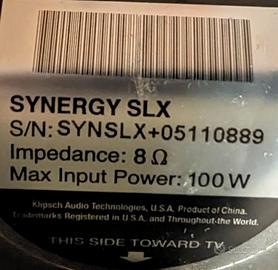 SYNERGY SLX
S/N: SYNSLX+05110889
Impedance: 8Ω
Max Input Power: 100 W
Klipsch Audio Technologies, U.S.A. Product of China.
Trademarks Registered in U.S.A. and Throughout-the World.
THIS SIDE TOWARD TV